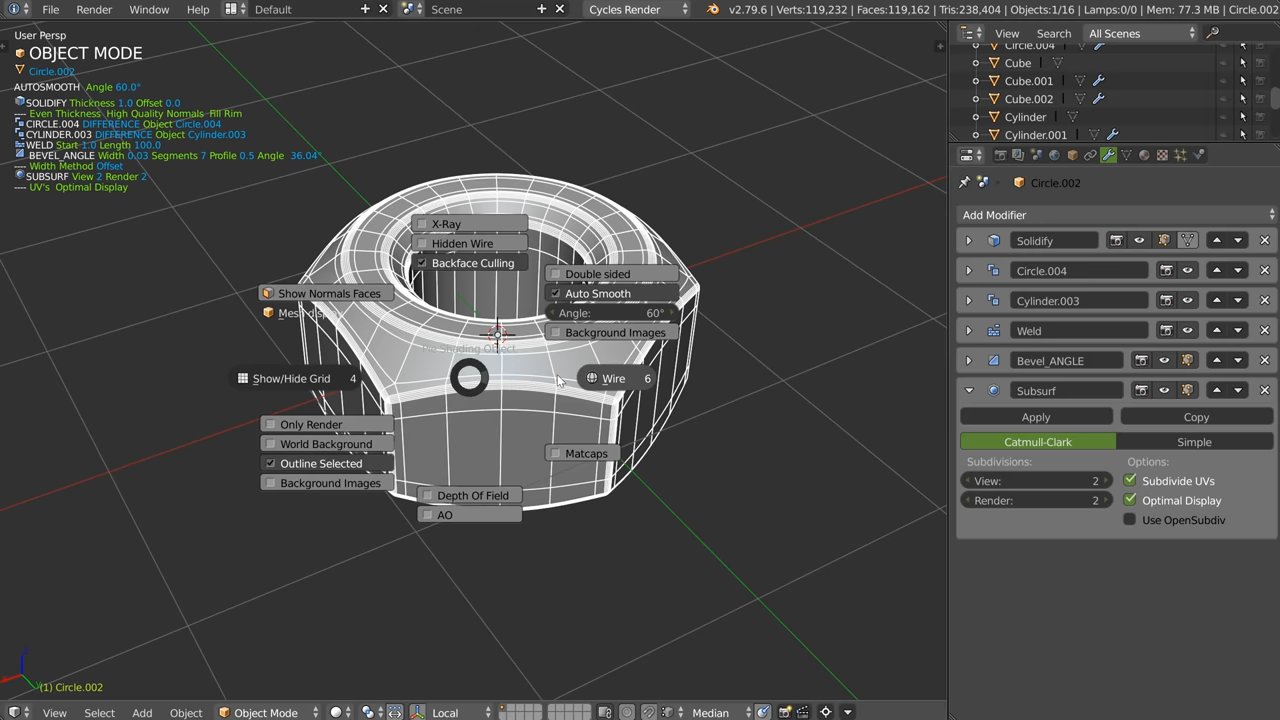 File Render Window Help Default Scene Cycles Render v2.79.6 | Verts:119,232 | Faces:119,162 | Tris:238,404 | Objects:1/16 | Lamps:0/0 | Mem: 77.3 MB | Circle.002
User Persp
OBJECT MODE
Circle.002
AUTOSMOOTH Angle 60.0°
SOLIDIFY Thickness 1.0 Offset 0.0
---- Even Thickness High Quality Normals Fill Rim
CIRCLE.004 DIFFERENCE Object Circle.004
CYLINDER.003 DIFFERENCE Object Cylinder.003
WELD Start 1.0 Length 100.0
BEVEL_ANGLE Width 0.03 Segments 7 Profile 0.5 Angle 36.04°
---- Width Method Offset
SUBSURF View 2 Render 2
---- UV's Optimal Display
X-Ray
Hidden Wire
Backface Culling
Double sided
Auto Smooth
Angle: 60°
Background Images
Show Normals Faces
Mesh display
Pie Shading Object
Show/Hide Grid 4
Wire 6
Only Render
World Background
Outline Selected
Background Images
Matcaps
Depth Of Field
AO
(1) Circle.002
View Select Add Object Object Mode Local Median
View Search All Scenes
Circle.004
Cube
Cube.001
Cube.002
Cylinder
Cylinder.001
Circle.002
Add Modifier
Solidify
Circle.004
Cylinder.003
Weld
Bevel_ANGLE
Subsurf
Apply Copy
Catmull-Clark Simple
Subdivisions: Options:
View: 2 Subdivide UVs
Render: 2 Optimal Display
Use OpenSubdiv